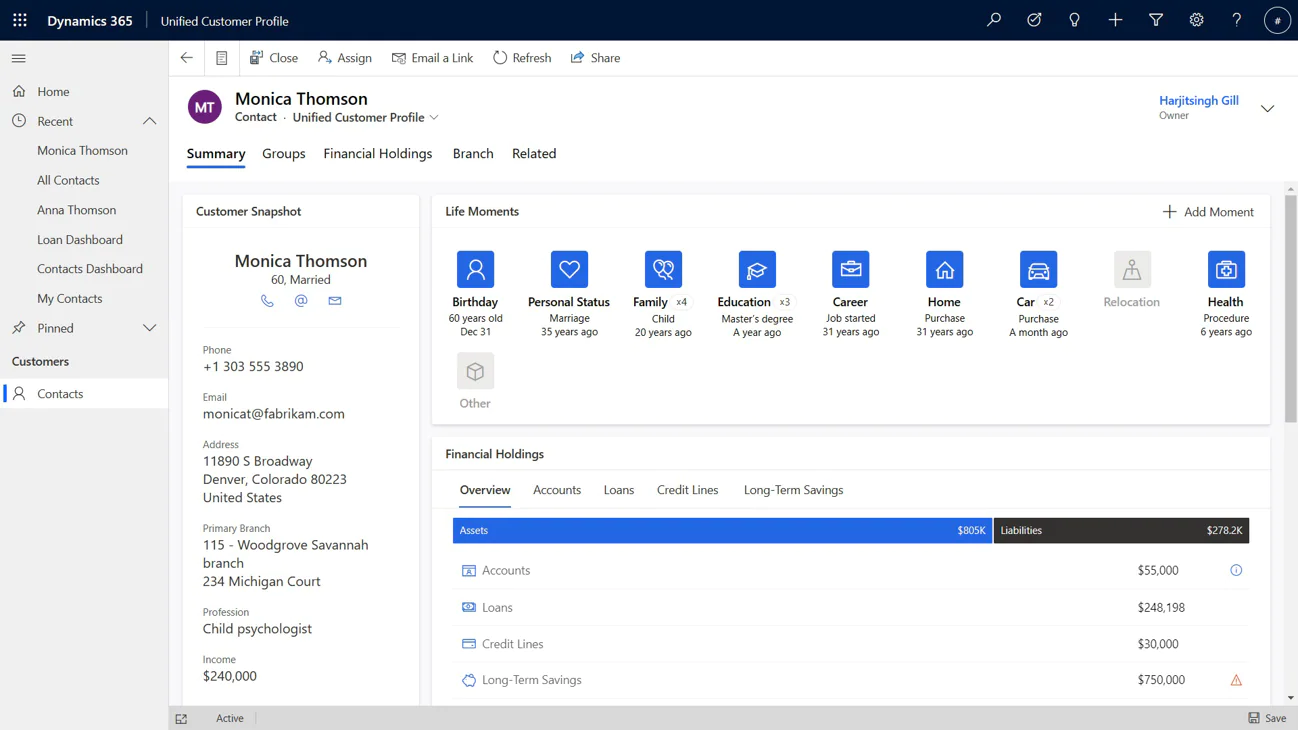 Dynamics 365 Unified Customer Profile
#
Close Assign Email a Link Refresh Share
Home
Recent
Monica Thomson
All Contacts
Anna Thomson
Loan Dashboard
Contacts Dashboard
My Contacts
Pinned
Customers
Contacts
MT
Monica Thomson
Contact · Unified Customer Profile
Harjitsingh Gill
Owner
Summary Groups Financial Holdings Branch Related
Customer Snapshot
Monica Thomson
60, Married
Phone
+1 303 555 3890
Email
monicat@fabrikam.com
Address
11890 S Broadway
Denver, Colorado 80223
United States
Primary Branch
115 - Woodgrove Savannah
branch
234 Michigan Court
Profession
Child psychologist
Income
$240,000
Life Moments
Add Moment
Birthday
60 years old
Dec 31
Personal Status
Marriage
35 years ago
Family x4
Child
20 years ago
Education x3
Master's degree
A year ago
Career
Job started
31 years ago
Home
Purchase
31 years ago
Car x2
Purchase
A month ago
Relocation
Health
Procedure
6 years ago
Other
Financial Holdings
Overview Accounts Loans Credit Lines Long-Term Savings
Assets $805K Liabilities $278.2K
Accounts $55,000
Loans $248,198
Credit Lines $30,000
Long-Term Savings $750,000
Active
Save